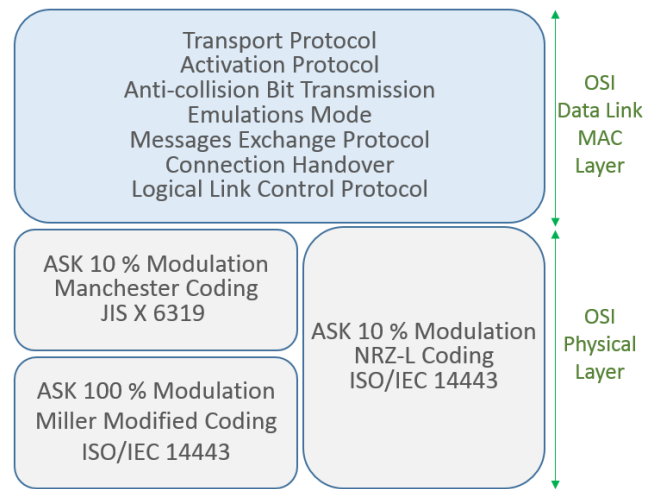 Transport Protocol
Activation Protocol
Anti-collision Bit Transmission
Emulations Mode
Messages Exchange Protocol
Connection Handover
Logical Link Control Protocol
OSI
Data Link
MAC
Layer
ASK 10 % Modulation
Manchester Coding
JIS X 6319
ASK 100 % Modulation
Miller Modified Coding
ISO/IEC 14443
ASK 10 % Modulation
NRZ-L Coding
ISO/IEC 14443
OSI
Physical
Layer